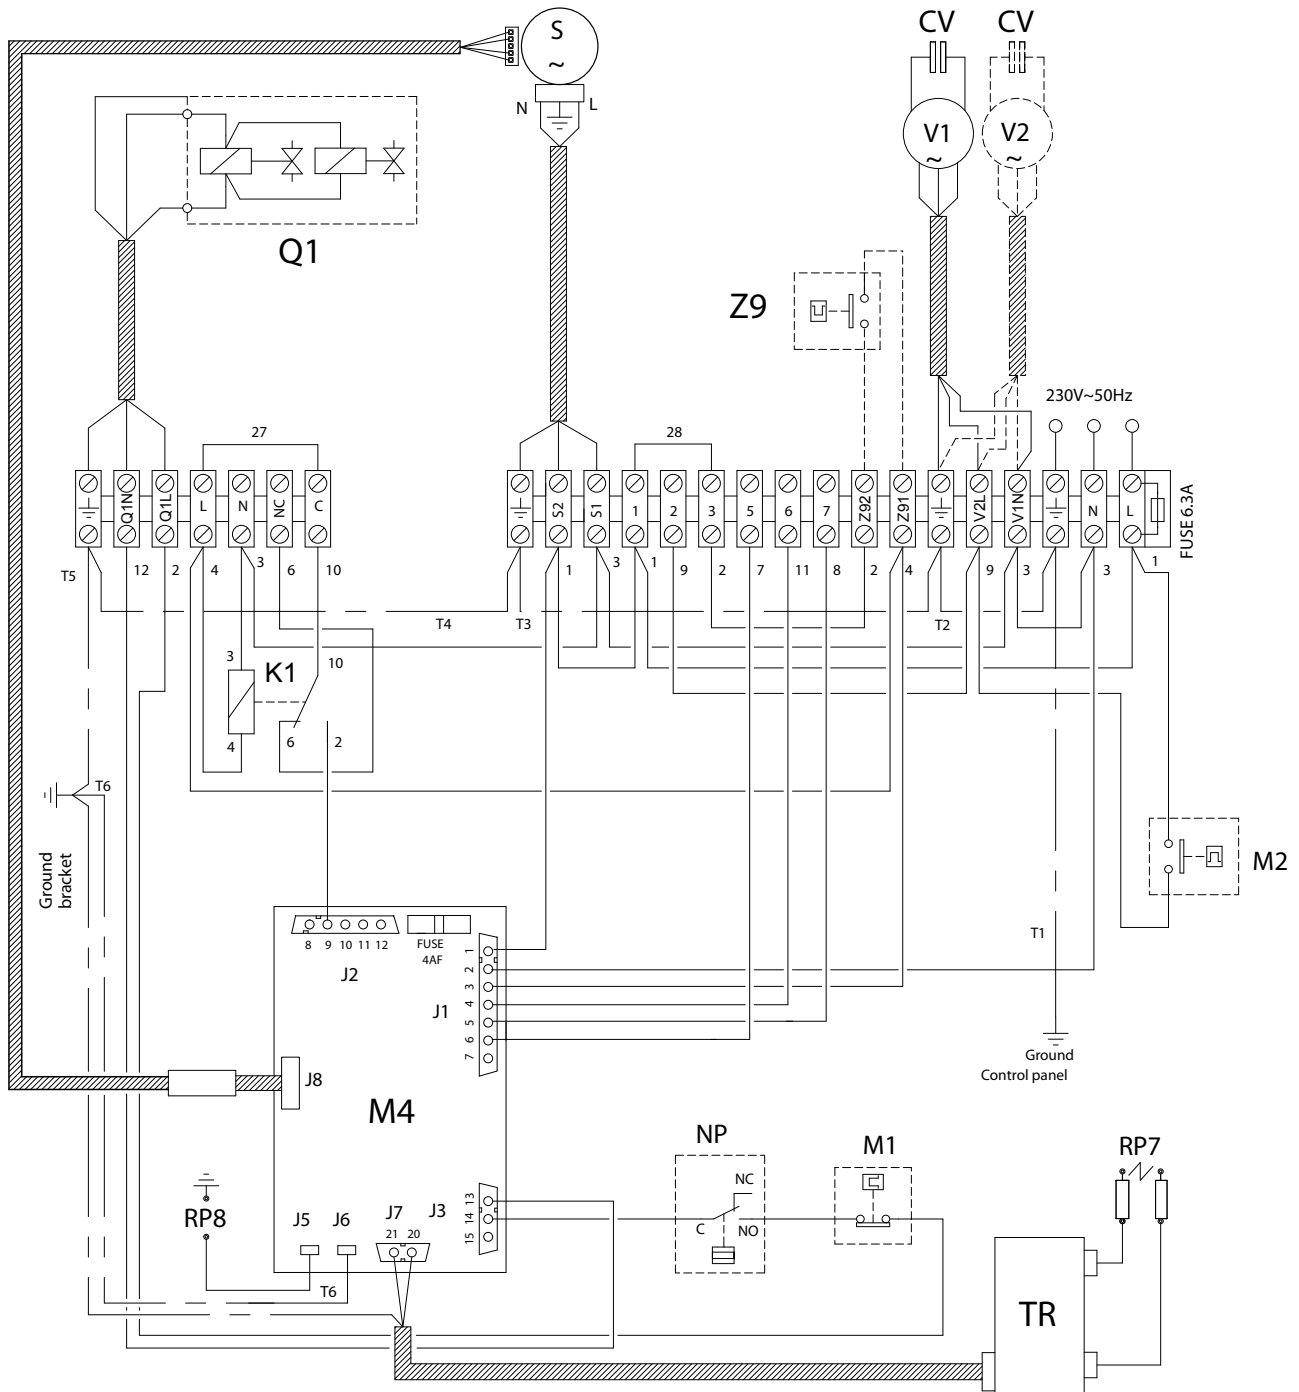 S
~
N
L
CV
CV
V1
~
V2
~
Q1
Z9
230V~50Hz
27
28
Q1N
Q1L
L
N
NC
C
S2
S1
1
2
3
5
6
7
Z92
Z91
V2L
V1N
N
L
FUSE 6.3A
T5
12
2
4
3
6
10
1
3
1
9
2
7
11
8
2
4
9
3
3
1
T4
T3
T2
3
K1
10
4
6
2
T6
Ground
bracket
M2
8
9
10
11
12
FUSE
4AF
J2
J1
1
2
3
4
5
6
7
T1
Ground
Control panel
J8
M4
NP
M1
RP7
NC
C
NO
RP8
J5
J6
J7
J3
21
20
13
14
15
T6
TR